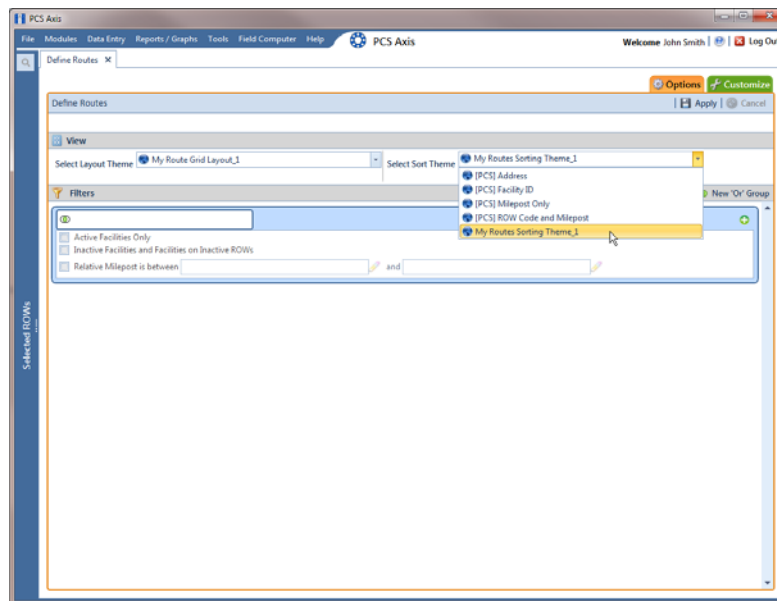 PCS Axis
File Modules Data Entry Reports / Graphs Tools Field Computer Help PCS Axis Welcome John Smith | | Log Ou
Define Routes ×
Options Customize
Define Routes | Apply | Cancel
View
Select Layout Theme My Route Grid Layout_1 Select Sort Theme My Routes Sorting Theme_1
[PCS] Address
[PCS] Facility ID
[PCS] Milepost Only
[PCS] ROW Code and Milepost
My Routes Sorting Theme_1
Filters New 'Or' Group
Active Facilities Only
Inactive Facilities and Facilities on Inactive ROWs
Relative Milepost is between and
Selected ROWs